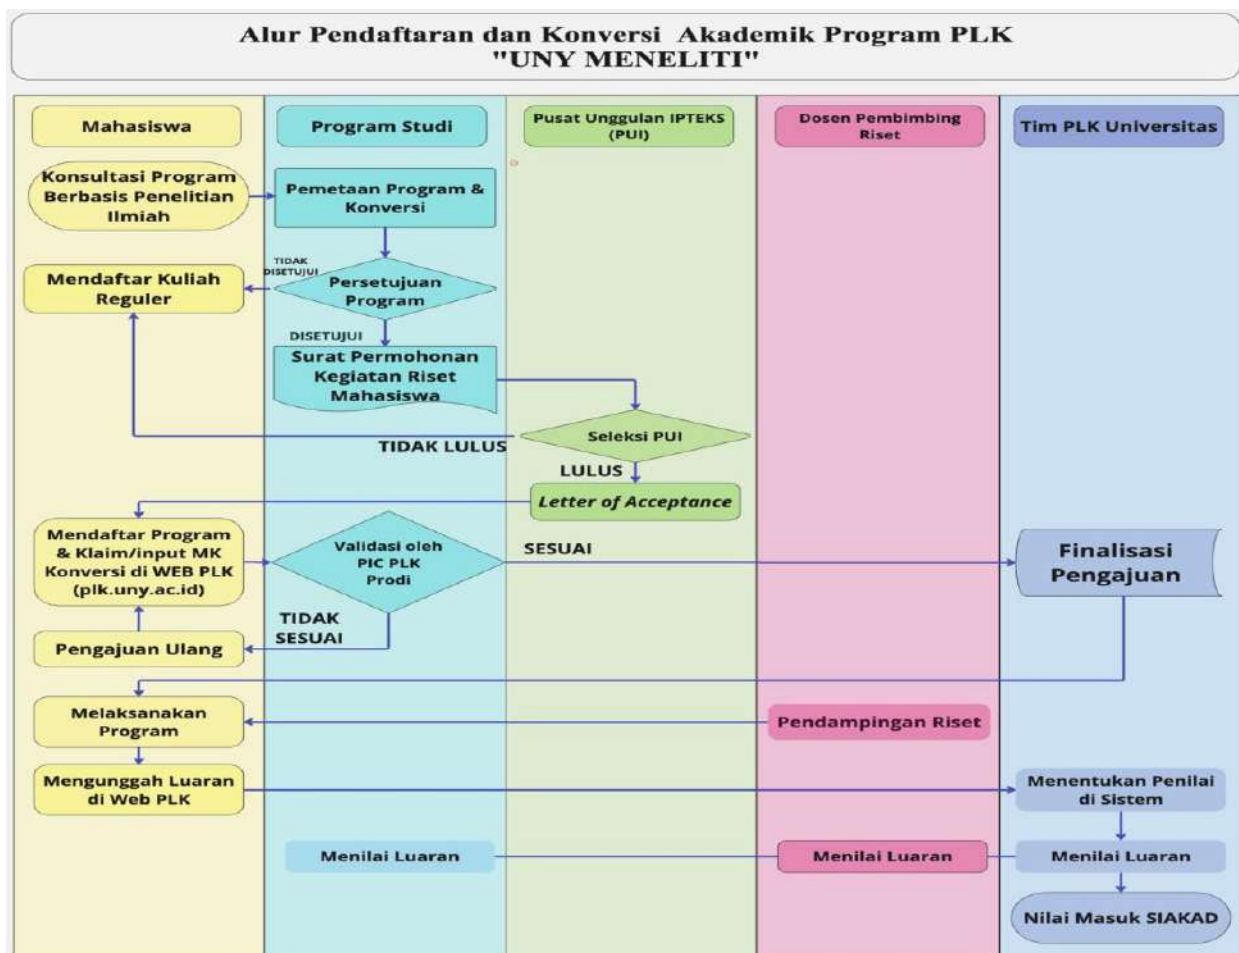 Alur Pendaftaran dan Konversi Akademik Program PLK
"UNY MENELITI"
Mahasiswa
Program Studi
Pusat Unggulan IPTEKS
(PUI)
Dosen Pembimbing
Riset
Tim PLK Universitas
Konsultasi Program
Berbasis Penelitian
Ilmiah
Pemetaan Program &
Konversi
TIDAK
DISETUJUI
Mendaftar Kuliah
Reguler
Persetujuan
Program
DISETUJUI
Surat Permohonan
Kegiatan Riset
Mahasiswa
Seleksi PUI
TIDAK LULUS
LULUS
Letter of Acceptance
Mendaftar Program
& Klaim/input MK
Konversi di WEB PLK
(plk.uny.ac.id)
Validasi oleh
PIC PLK
Prodi
SESUAI
Finalisasi
Pengajuan
TIDAK
SESUAI
Pengajuan Ulang
Melaksanakan
Program
Pendampingan Riset
Mengunggah Luaran
di Web PLK
Menentukan Penilai
di Sistem
Menilai Luaran
Menilai Luaran
Menilai Luaran
Nilai Masuk SIAKAD